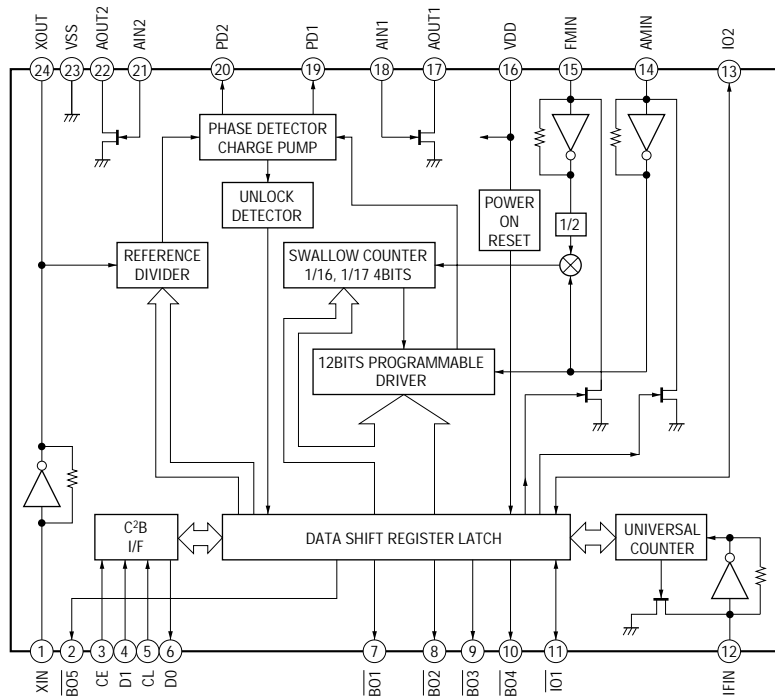 XOUT
VSS
AOUT2
AIN2
PD2
PD1
AIN1
AOUT1
VDD
FMIN
AMIN
IO2
24
23
22
21
20
19
18
17
16
15
14
13
PHASE DETECTOR
CHARGE PUMP
UNLOCK
DETECTOR
POWER
ON
RESET
1/2
REFERENCE
DIVIDER
SWALLOW COUNTER
1/16, 1/17 4BITS
12BITS PROGRAMMABLE
DRIVER
C²B
I/F
DATA SHIFT REGISTER LATCH
UNIVERSAL
COUNTER
1
2
3
4
5
6
7
8
9
10
11
12
XIN
BO5
CE
D1
CL
D0
BO1
BO2
BO3
BO4
IO1
IFIN